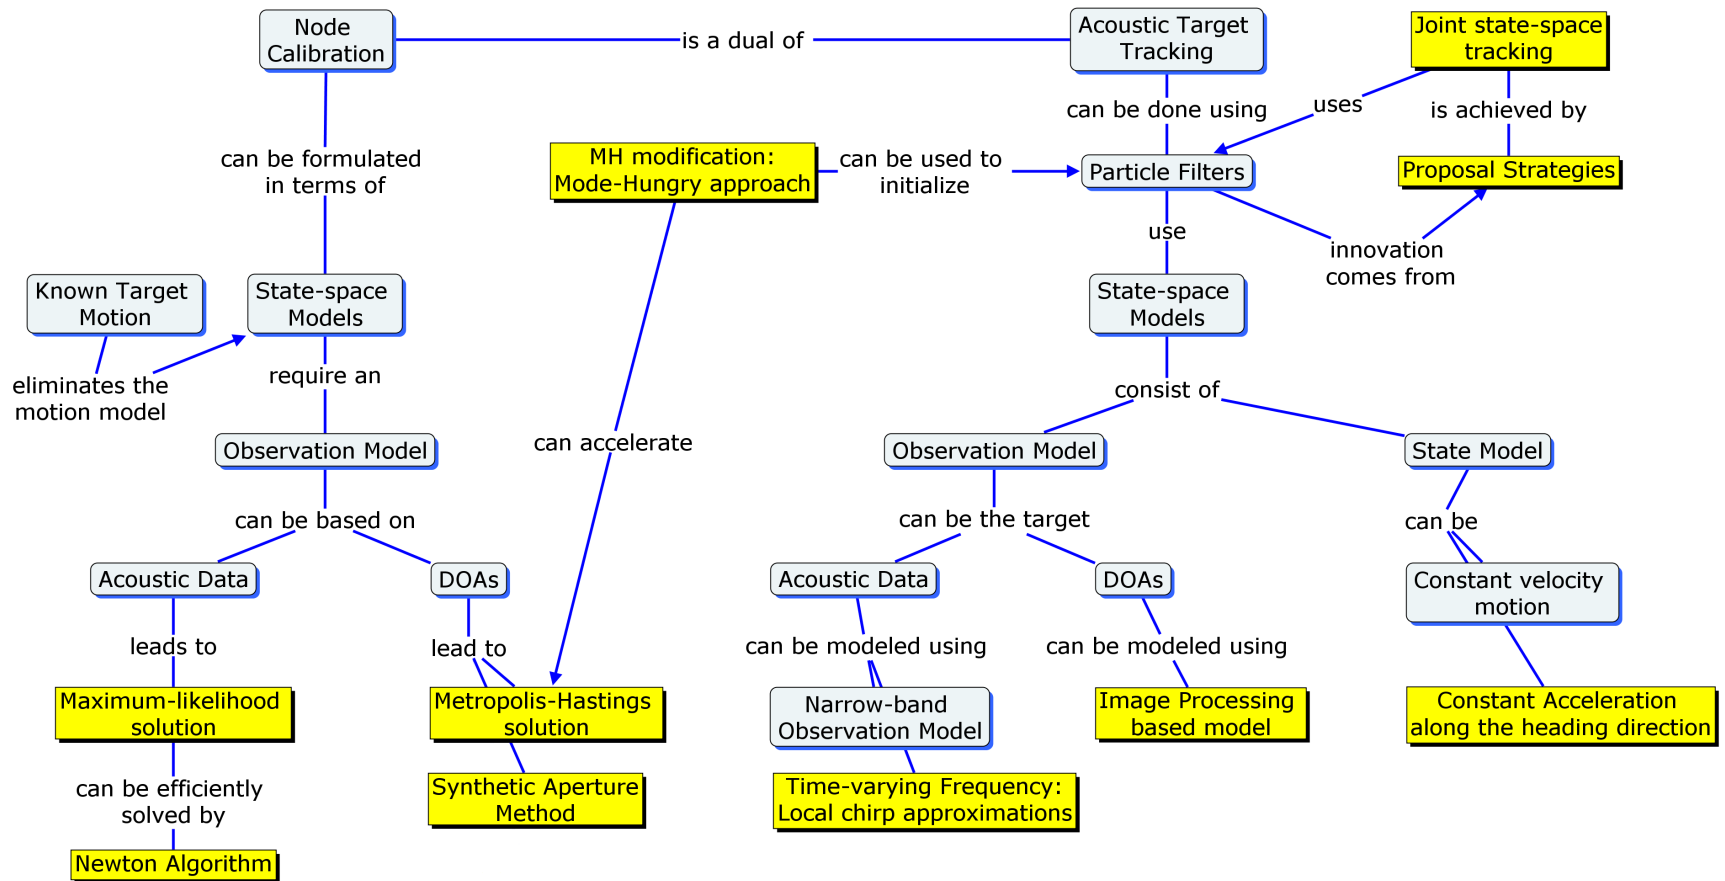 Node
Calibration
is a dual of
Acoustic Target
Tracking
Joint state-space
tracking
can be done using
uses
is achieved by
can be formulated
in terms of
MH modification:
Mode-Hungry approach
can be used to
initialize
Particle Filters
Proposal Strategies
use
innovation
comes from
Known Target
Motion
State-space
Models
State-space
Models
eliminates the
motion model
require an
consist of
Observation Model
can accelerate
Observation Model
State Model
can be based on
can be the target
can be
Acoustic Data
DOAs
Acoustic Data
DOAs
Constant velocity
motion
leads to
lead to
can be modeled using
can be modeled using
Maximum-likelihood
solution
Metropolis-Hastings
solution
Narrow-band
Observation Model
Image Processing
based model
Constant Acceleration
along the heading direction
can be efficiently
solved by
Synthetic Aperture
Method
Time-varying Frequency:
Local chirp approximations
Newton Algorithm